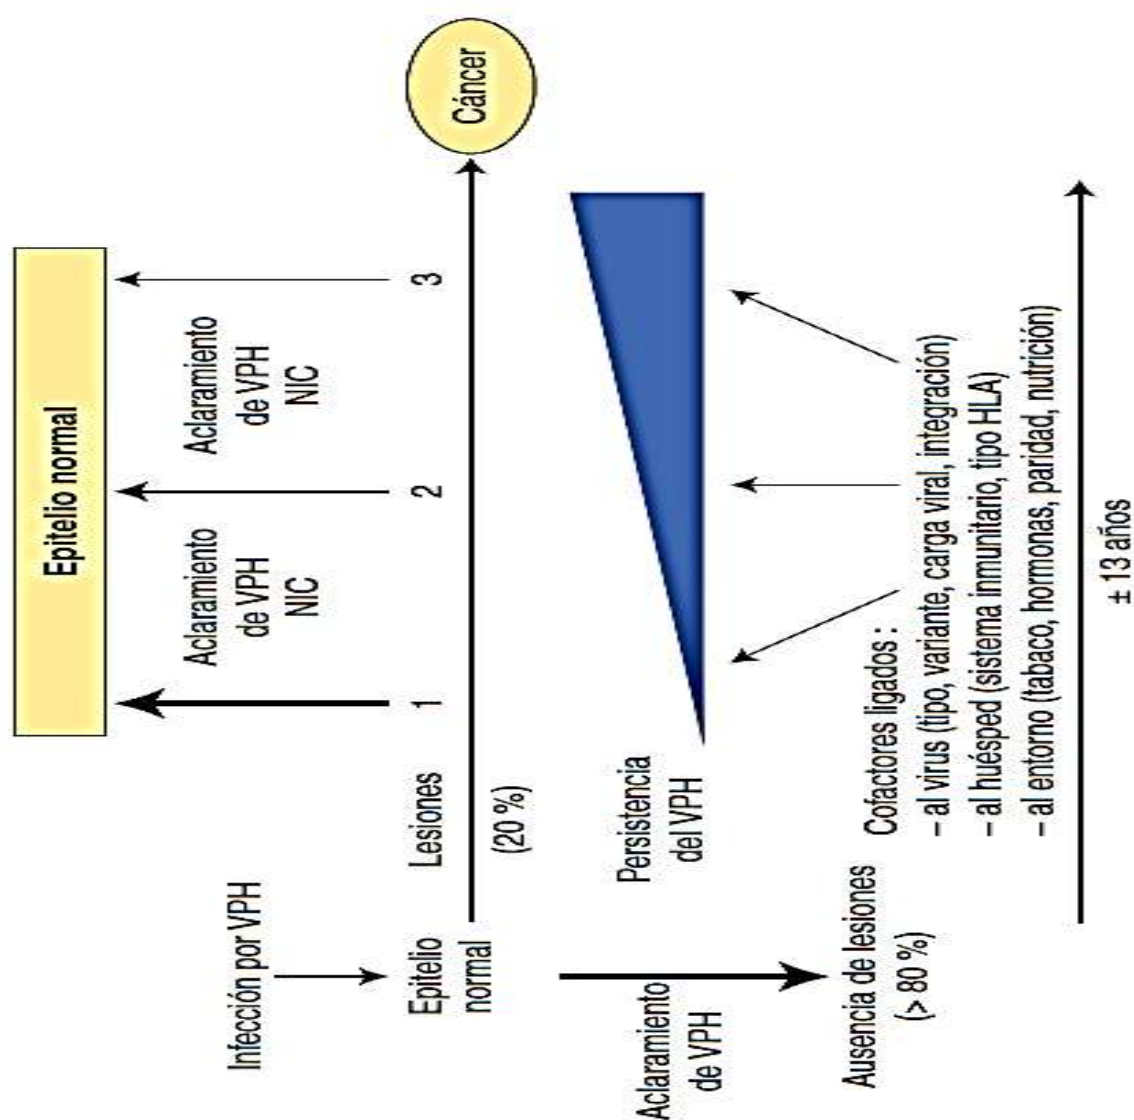 Epitelio normal
Infección por VPH
Aclaramiento
de VPH
NIC
Aclaramiento
de VPH
NIC
Epitelio
normal
Lesiones
(20 %)
1
2
3
Cáncer
Aclaramiento
de VPH
Persistencia
del VPH
Ausencia de lesiones
(> 80 %)
Cofactores ligados :
– al virus (tipo, variante, carga viral, integración)
– al huésped (sistema inmunitario, tipo HLA)
– al entorno (tabaco, hormonas, paridad, nutrición)
± 13 años